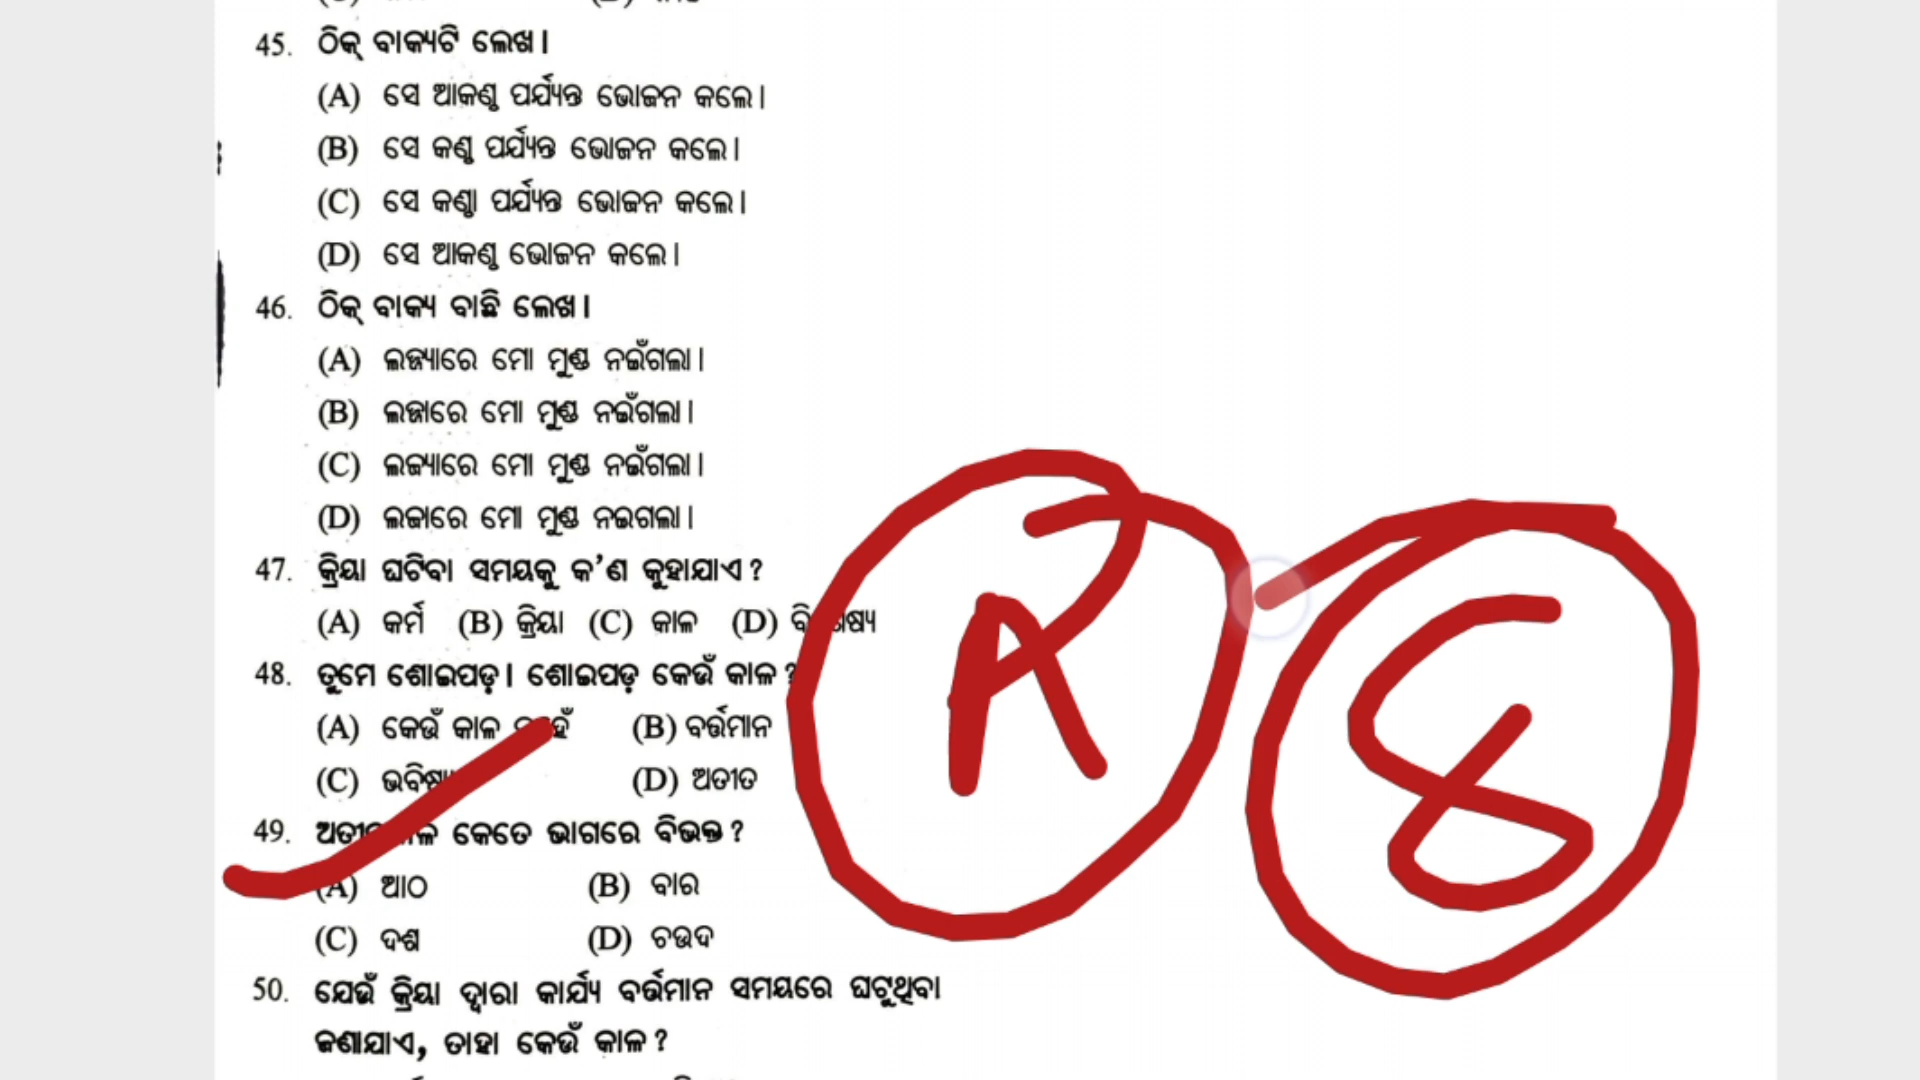 45. ଠିକ୍ ବାକ୍ୟଟି ଲେଖ।
(A) ସେ ଆକଣ୍ଠ ପର୍ଯ୍ୟନ୍ତ ଭୋଜନ କଲେ।
(B) ସେ କଣ୍ଠ ପର୍ଯ୍ୟନ୍ତ ଭୋଜନ କଲେ।
(C) ସେ କଣ୍ଠା ପର୍ଯ୍ୟନ୍ତ ଭୋଜନ କଲେ।
(D) ସେ ଆକଣ୍ଠ ଭୋଜନ କଲେ।
46. ଠିକ୍ ବାକ୍ୟ ବାଛି ଲେଖ।
(A) ଲଜ୍ଜ୍ୟାରେ ମୋ ମୁଣ୍ଡ ନଇଁଗଲା।
(B) ଲଜ୍ଜାରେ ମୋ ମୁଣ୍ଡ ନଇଁଗଲା।
(C) ଲଜ୍ୟାରେ ମୋ ମୁଣ୍ଡ ନଇଁଗଲା।
(D) ଲଜାରେ ମୋ ମୁଣ୍ଡ ନଇଗଲା।
47. କ୍ରିୟା ଘଟିବା ସମୟକୁ କ'ଣ କୁହାଯାଏ ?
(A) କର୍ମ (B) କ୍ରିୟା (C) କାଳ (D)
48. ତୁମେ ଶୋଇପଡ଼। ଶୋଇପଡ଼ କେଉଁ କାଳ ?
(A) କେଉଁ କାଳ (B) ବର୍ତ୍ତମାନ
(C) (D) ଅତୀତ
49. କେତେ ଭାଗରେ ବିଭକ୍ତ ?
(A) ଆଠ (B) ବାର
(C) ଦଶ (D) ଚଉଦ
50. ଯେଉଁ କ୍ରିୟା ଦ୍ୱାରା କାର୍ଯ୍ୟ ବର୍ତ୍ତମାନ ସମୟରେ ଘଟୁଥିବା
ଜଣାଯାଏ, ତାହା କେଉଁ କାଳ ?
R 8